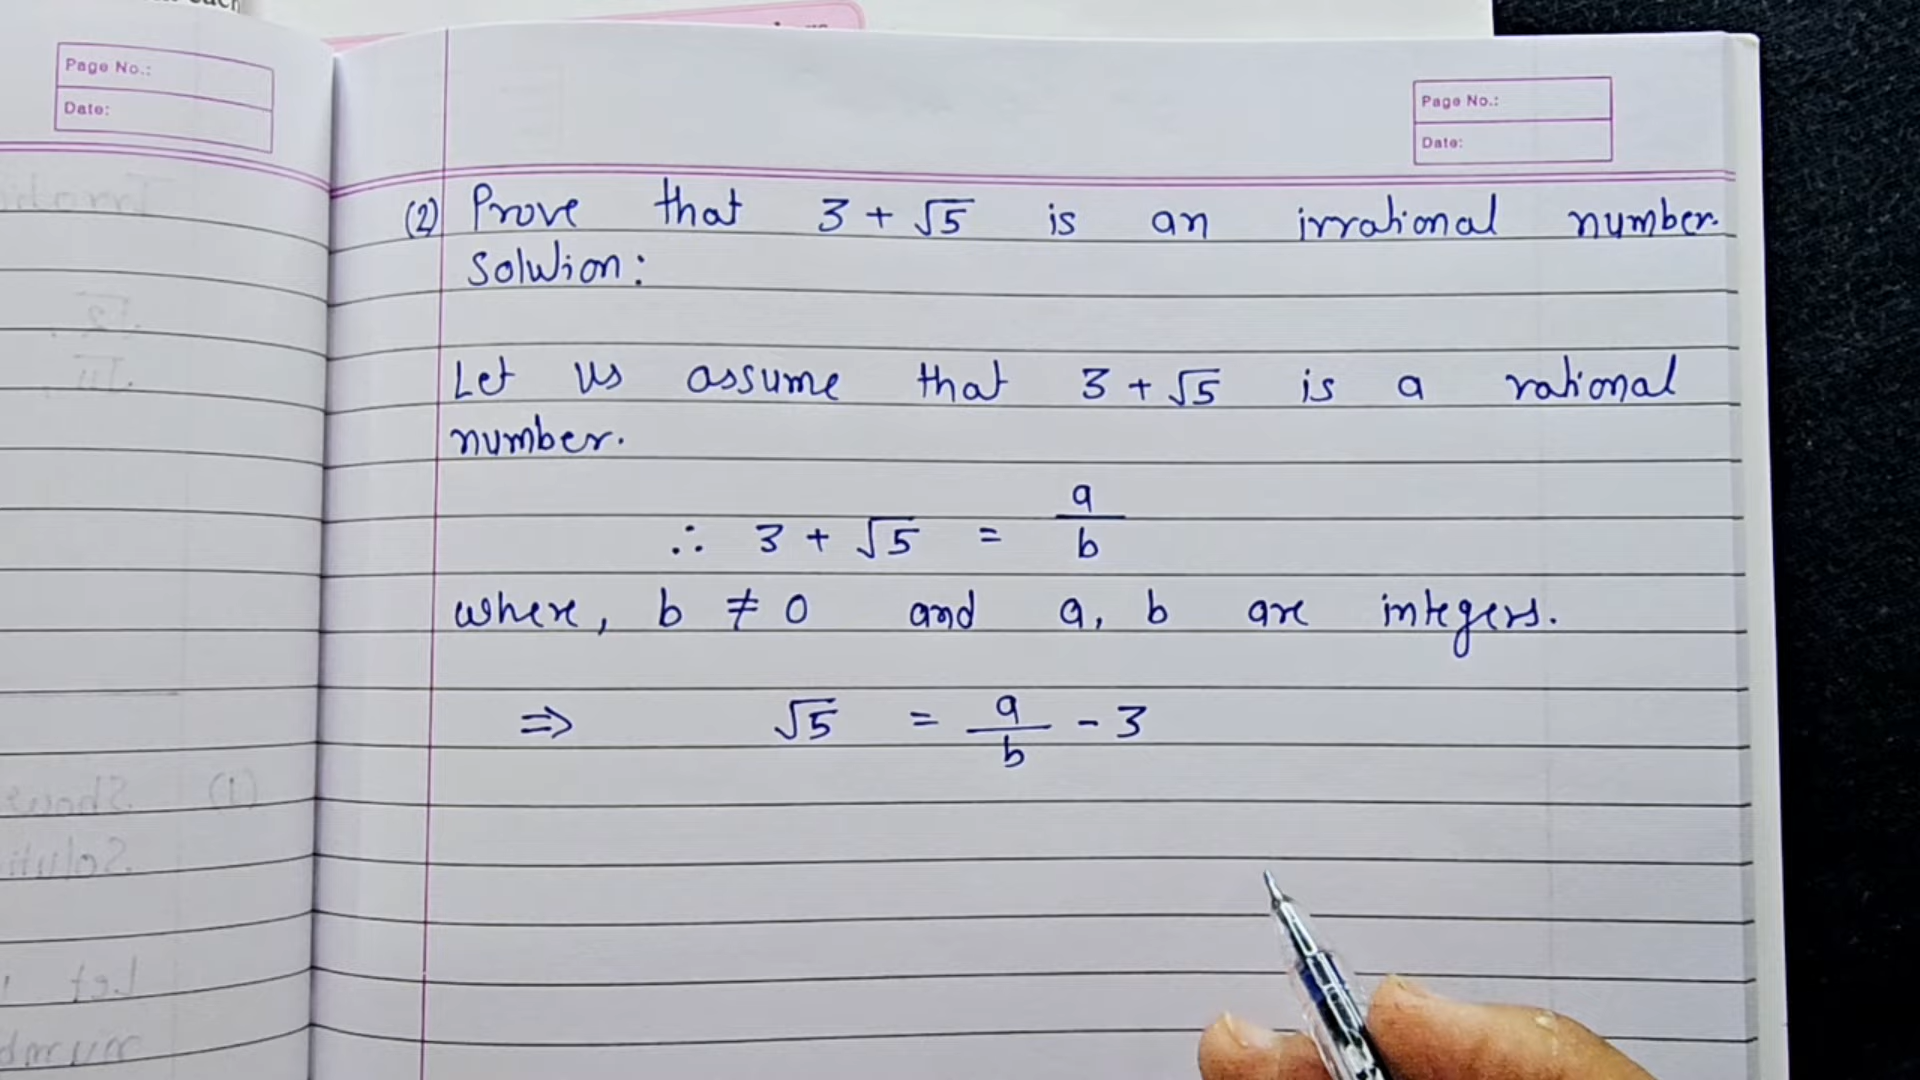 Page No.:
Date:
Page No.:
Date:
(2) Prove that 3 + √5 is an irrational number.
Solution:
Let us assume that 3 + √5 is a rational
number.
∴ 3 + √5 = a/b
where, b ≠ 0 and a, b are integers.
⇒ √5 = a/b - 3